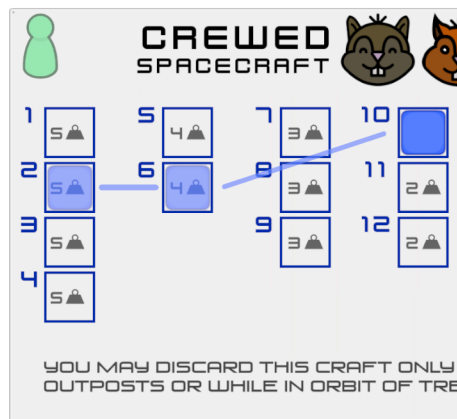 CREWED
SPACECRAFT
1 5 5 4 7 3 10
2 5 6 4 8 3 11 2
3 5 9 3 12 2
4 5
YOU MAY DISCARD THIS CRAFT ONLY
OUTPOSTS OR WHILE IN ORBIT OF TRE